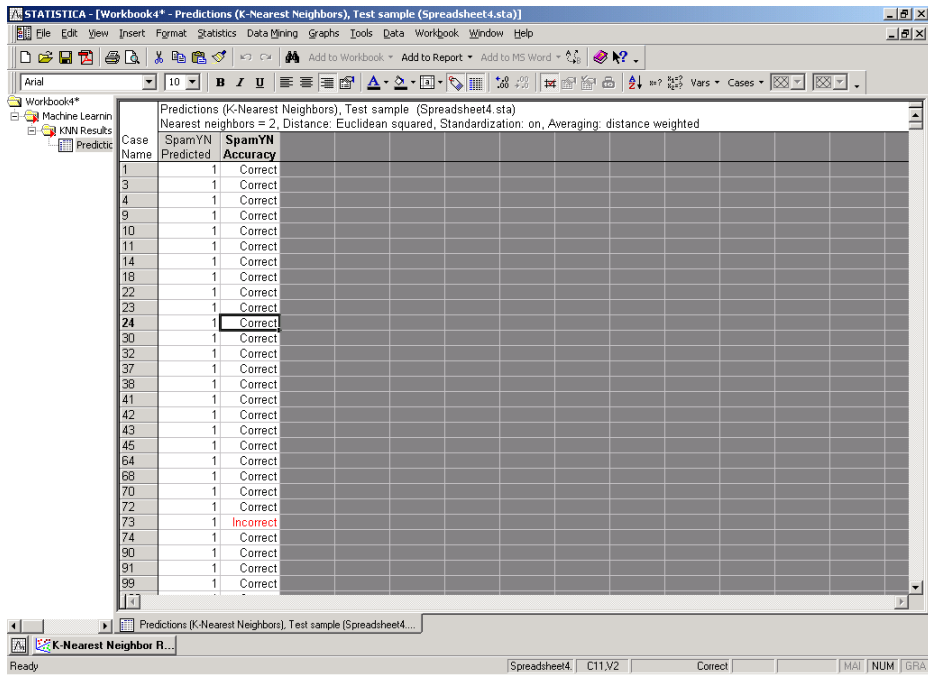 STATISTICA - [Workbook4* - Predictions (K-Nearest Neighbors), Test sample (Spreadsheet4.sta)]
File Edit View Insert Format Statistics Data Mining Graphs Tools Data Workbook Window Help
Add to Workbook Add to Report Add to MS Word
Arial 10 B I U Vars Cases
Workbook4*
Machine Learnin
KNN Results
Predictic
Predictions (K-Nearest Neighbors), Test sample (Spreadsheet4.sta)
Nearest neighbors = 2, Distance: Euclidean squared, Standardization: on, Averaging: distance weighted
Case Name SpamYN Predicted SpamYN Accuracy
1 1 Correct
3 1 Correct
4 1 Correct
9 1 Correct
10 1 Correct
11 1 Correct
14 1 Correct
18 1 Correct
22 1 Correct
23 1 Correct
24 1 Correct
30 1 Correct
32 1 Correct
37 1 Correct
38 1 Correct
41 1 Correct
42 1 Correct
43 1 Correct
45 1 Correct
64 1 Correct
68 1 Correct
70 1 Correct
72 1 Correct
73 1 Incorrect
74 1 Correct
90 1 Correct
91 1 Correct
99 1 Correct
Predictions (K-Nearest Neighbors), Test sample (Spreadsheet4....
K-Nearest Neighbor R...
Ready Spreadsheet4. C11,V2 Correct MAI NUM GRA